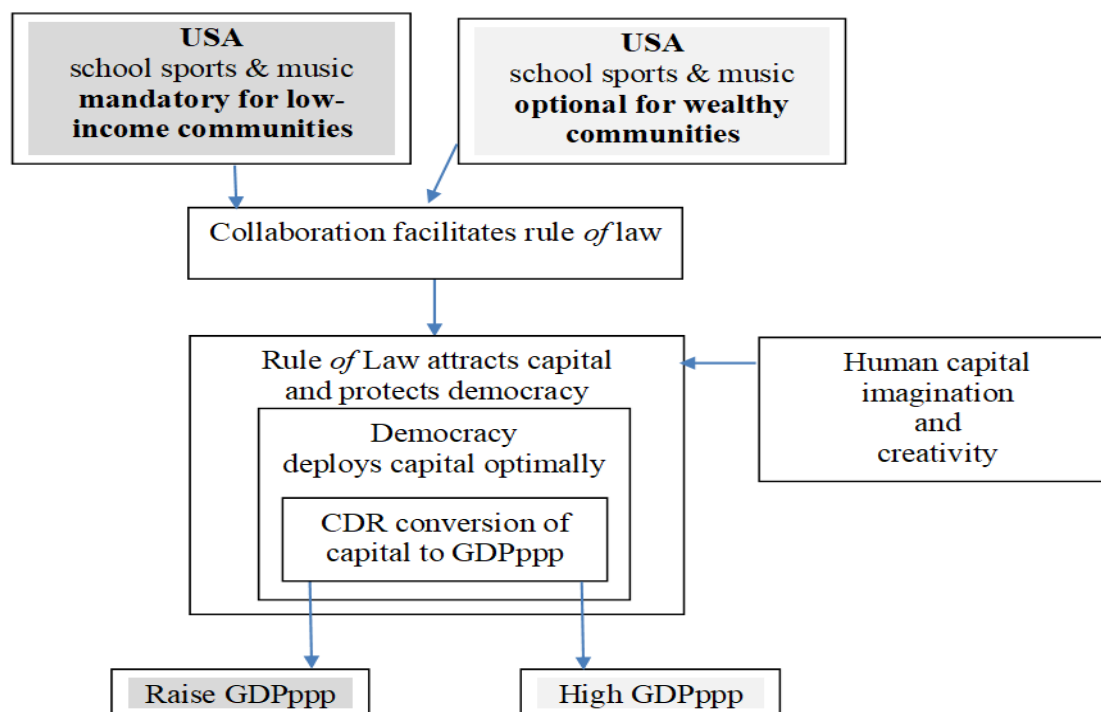 USA
school sports & music
mandatory for low-
income communities
USA
school sports & music
optional for wealthy
communities
Collaboration facilitates rule of law
Rule of Law attracts capital
and protects democracy
Democracy
deploys capital optimally
CDR conversion of
capital to GDPppp
Human capital
imagination
and
creativity
Raise GDPppp
High GDPppp